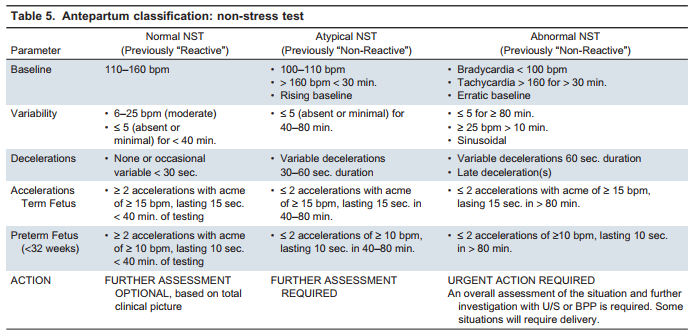 Table 5. Antepartum classification: non-stress test
Parameter
Normal NST
(Previously "Reactive")
Atypical NST
(Previously "Non-Reactive")
Abnormal NST
(Previously "Non-Reactive")
Baseline
110–160 bpm
• 100–110 bpm
• > 160 bpm < 30 min.
• Rising baseline
• Bradycardia < 100 bpm
• Tachycardia > 160 for > 30 min.
• Erratic baseline
Variability
• 6–25 bpm (moderate)
• ≤ 5 (absent or
minimal) for < 40 min.
• ≤ 5 (absent or minimal) for
40–80 min.
• ≤ 5 for ≥ 80 min.
• ≥ 25 bpm > 10 min.
• Sinusoidal
Decelerations
• None or occasional
variable < 30 sec.
• Variable decelerations
30–60 sec. duration
• Variable decelerations 60 sec. duration
• Late deceleration(s)
Accelerations
Term Fetus
• ≥ 2 accelerations with acme
of ≥ 15 bpm, lasting 15 sec.
< 40 min. of testing
• ≤ 2 accelerations with acme
of ≥ 15 bpm, lasting 15 sec. in
40–80 min.
• ≤ 2 accelerations with acme of ≥ 15 bpm,
lasing 15 sec. in > 80 min.
Preterm Fetus
(<32 weeks)
• ≥ 2 accelerations with acme
of ≥ 10 bpm, lasting 10 sec.
< 40 min. of testing
• ≤ 2 accelerations of ≥ 10 bpm,
lasting 10 sec. in 40–80 min.
• ≤ 2 accelerations of ≥10 bpm, lasting 10 sec.
in > 80 min.
ACTION
FURTHER ASSESSMENT
OPTIONAL, based on total
clinical picture
FURTHER ASSESSMENT
REQUIRED
URGENT ACTION REQUIRED
An overall assessment of the situation and further
investigation with U/S or BPP is required. Some
situations will require delivery.